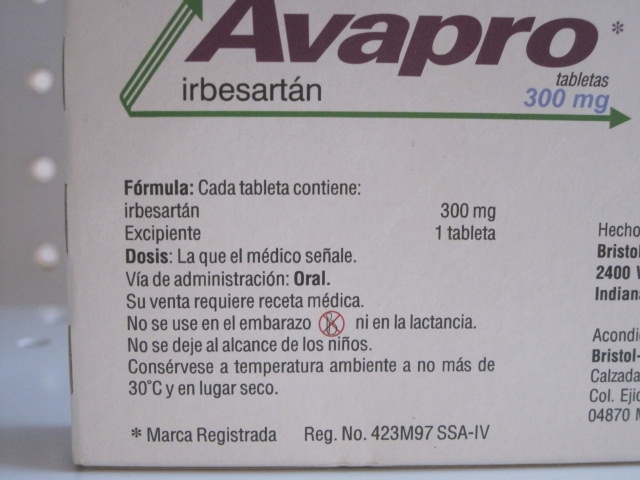 Avapro*
irbesartán
tabletas
300 mg
Fórmula: Cada tableta contiene:
irbesartán 300 mg
Excipiente 1 tableta
Dosis: La que el médico señale.
Vía de administración: Oral.
Su venta requiere receta médica.
No se use en el embarazo ni en la lactancia.
No se deje al alcance de los niños.
Consérvese a temperatura ambiente a no más de
30°C y en lugar seco.
* Marca Registrada Reg. No. 423M97 SSA-IV
Hecho
Bristol
2400
Indian
Acondi
Bristol-
Calzada
Col. Ejic
04870